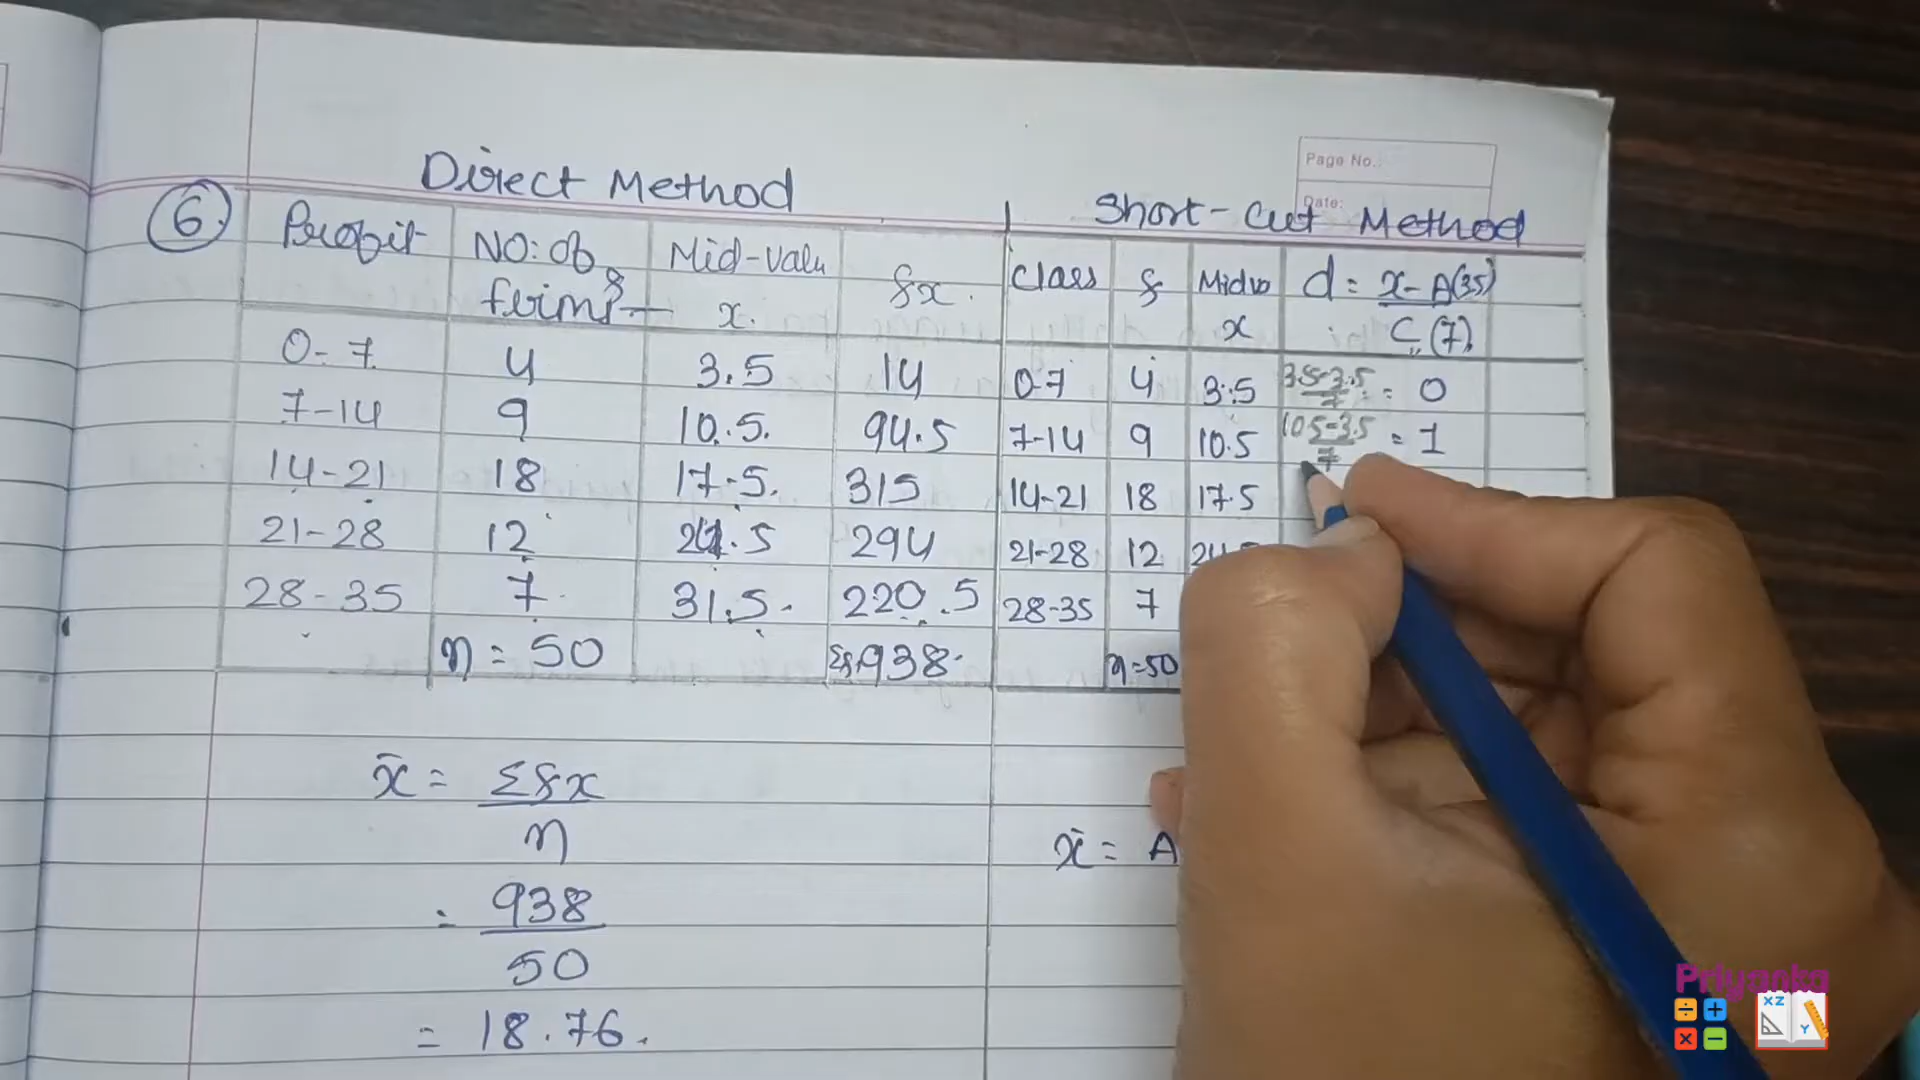 Page No.
Date:
Direct Method
Short-Cut Method
6.
Profit NO: of firms f Mid-Valu x. fx.
0-7 4 3.5 14
7-14 9 10.5. 94.5
14-21 18 17.5. 315
21-28 12 24.5 294
28-35 7. 31.5. 220.5
n = 50 938
Class f Midva x d = x-A(3.5) / C (7)
0-7 4 3.5 3.5-3.5 / 7 = 0
7-14 9 10.5 10.5-3.5 / 7 = 1
14-21 18 17.5
21-28 12
28-35 7
n=50
x̄ = Σfx / n
= 938 / 50
= 18.76.
x̄ = A
Priyanka
÷ + × −
XZ
Y